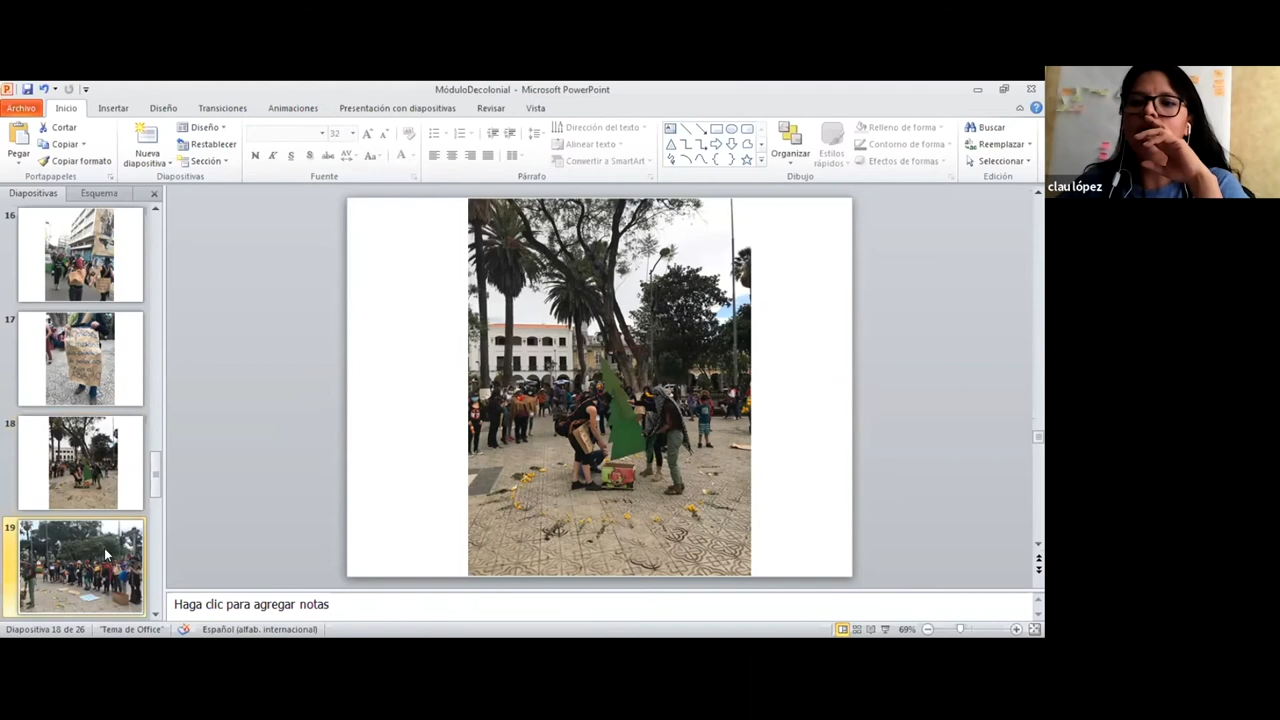 MóduloDecolonial - Microsoft PowerPoint
Archivo Inicio Insertar Diseño Transiciones Animaciones Presentación con diapositivas Revisar Vista
Pegar
Cortar
Copiar
Copiar formato
Portapapeles
Nueva
diapositiva
Diseño
Restablecer
Sección
Diapositivas
32
N K S S abc AV Aa A
Fuente
Dirección del texto
Alinear texto
Convertir a SmartArt
Párrafo
Organizar
Estilos
rápidos
Relleno de forma
Contorno de forma
Efectos de formas
Dibujo
Buscar
Reemplazar
Seleccionar
Edición
clau lópez
Diapositivas Esquema
16
17
18
19
Haga clic para agregar notas
Diapositiva 18 de 26 "Tema de Office" Español (alfab. internacional) 69%